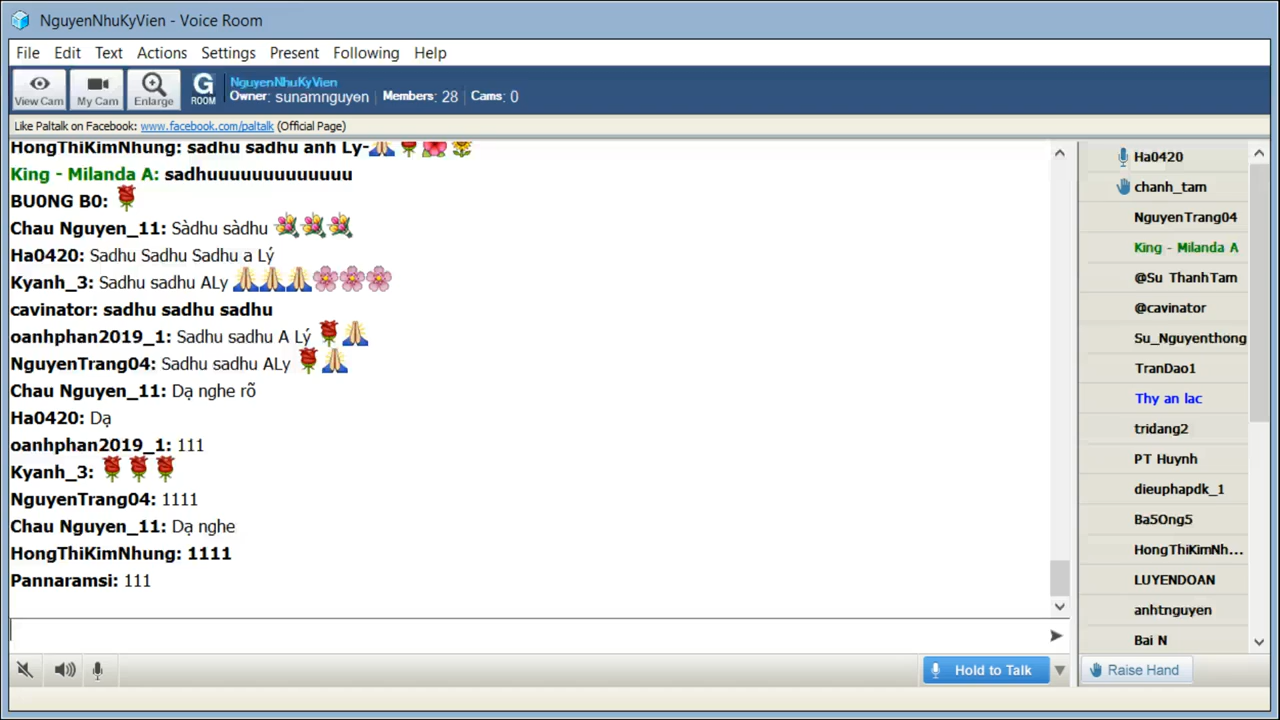 NguyenNhuKyVien - Voice Room
File Edit Text Actions Settings Present Following Help
View Cam
My Cam
Enlarge
G
ROOM
NguyenNhuKyVien
Owner: sunamnguyen Members: 28 Cams: 0
Like Paltalk on Facebook: www.facebook.com/paltalk (Official Page)
HongThiKimNhung: sadhu sadhu anh Ly-
King - Milanda A: sadhuuuuuuuuuuuuu
BU0NG B0:
Chau Nguyen_11: Sàdhu sàdhu
Ha0420: Sadhu Sadhu Sadhu a Lý
Kyanh_3: Sadhu sadhu ALy
cavinator: sadhu sadhu sadhu
oanhphan2019_1: Sadhu sadhu A Lý
NguyenTrang04: Sadhu sadhu ALy
Chau Nguyen_11: Dạ nghe rõ
Ha0420: Dạ
oanhphan2019_1: 111
Kyanh_3:
NguyenTrang04: 1111
Chau Nguyen_11: Dạ nghe
HongThiKimNhung: 1111
Pannaramsi: 111
Hold to Talk
Ha0420
chanh_tam
NguyenTrang04
King - Milanda A
@Su ThanhTam
@cavinator
Su_Nguyenthong
TranDao1
Thy an lac
tridang2
PT Huynh
dieuphapdk_1
Ba5Ong5
HongThiKimNh...
LUYENDOAN
anhtnguyen
Bai N
Raise Hand